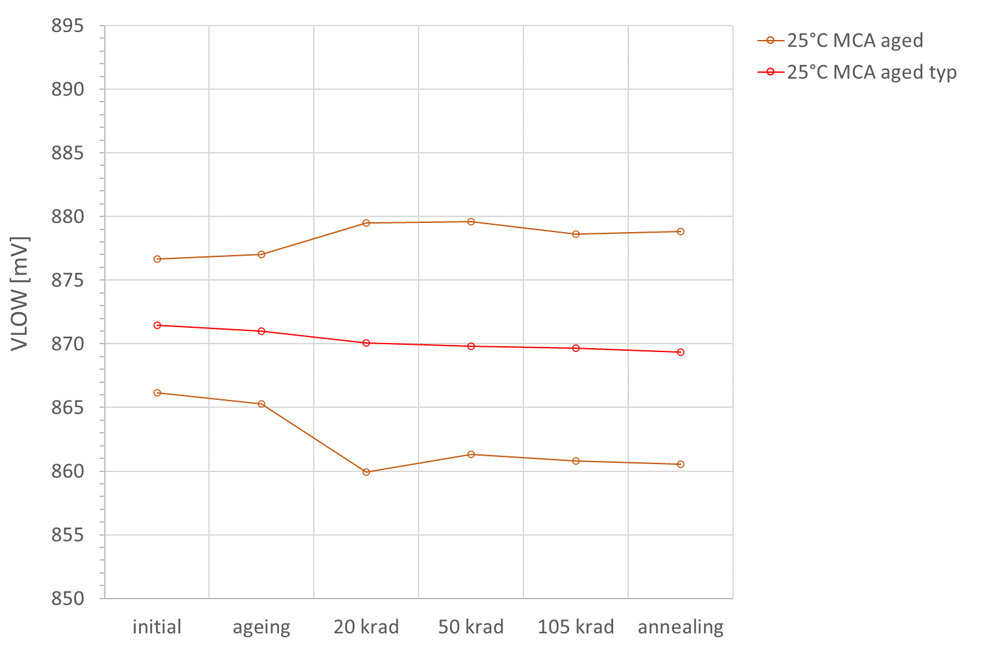 895
890
885
880
875
870
865
860
855
850
VLOW [mV]
initial
ageing
20 krad
50 krad
105 krad
annealing
25°C MCA aged
25°C MCA aged typ